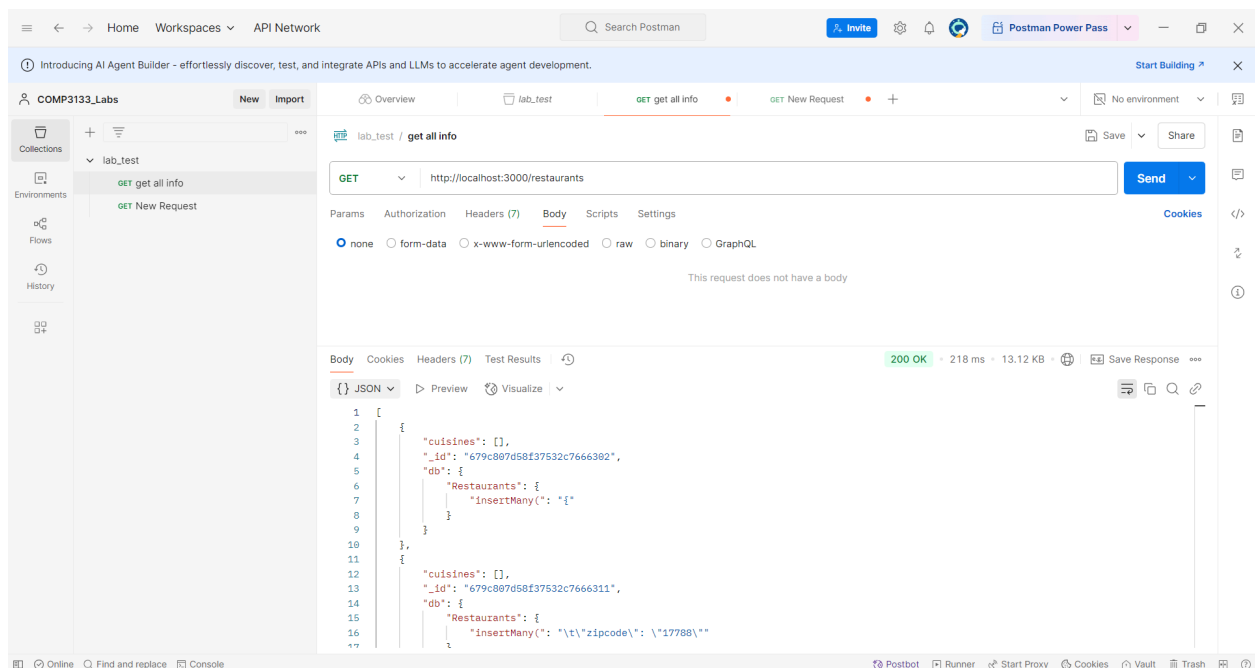 Home Workspaces API Network Search Postman Invite Postman Power Pass
Introducing AI Agent Builder - effortlessly discover, test, and integrate APIs and LLMs to accelerate agent development. Start Building ↗
COMP3133_Labs New Import Overview lab_test GET get all info GET New Request + No environment
Collections
lab_test
GET get all info
GET New Request
Environments
Flows
History
HTTP lab_test / get all info Save Share
GET http://localhost:3000/restaurants Send
Params Authorization Headers (7) Body Scripts Settings Cookies
none form-data x-www-form-urlencoded raw binary GraphQL
This request does not have a body
Body Cookies Headers (7) Test Results 200 OK • 218 ms • 13.12 KB • e.g. Save Response
{} JSON Preview Visualize
1 [
2 {
3 "cuisines": [],
4 "_id": "679c807d58f37532c7666302",
5 "db": {
6 "Restaurants": {
7 "insertMany(": "{"
8 }
9 }
10 },
11 {
12 "cuisines": [],
13 "_id": "679c807d58f37532c7666311",
14 "db": {
15 "Restaurants": {
16 "insertMany(": "\t\"zipcode\": \"17788\""
17 }
Online Find and replace Console Postbot Runner Start Proxy Cookies Vault Trash